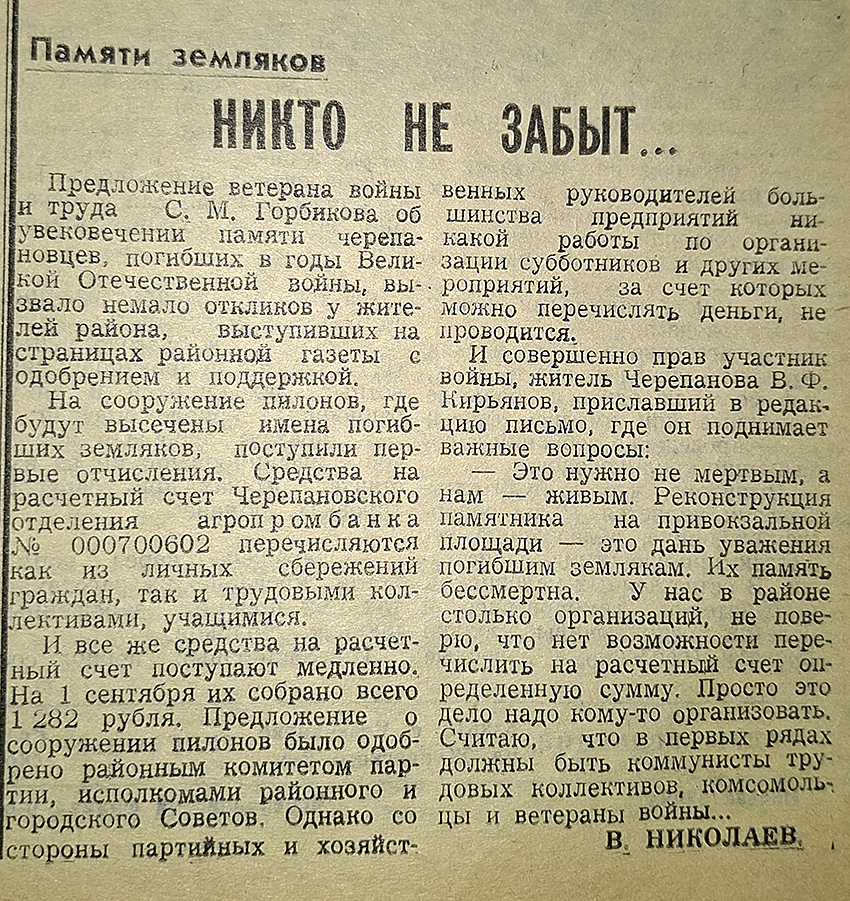 Памяти земляков
НИКТО НЕ ЗАБЫТ...
Предложение ветерана войны
и труда С. М. Горбикова об
увековечении памяти черепа-
новцев, погибших в годы Вели-
кой Отечественной войны, вы-
звало немало откликов у жите-
лей района, выступивших на
страницах районной газеты с
одобрением и поддержкой.
На сооружение пилонов, где
будут высечены имена погиб-
ших земляков, поступили пер-
вые отчисления. Средства на
расчетный счет Черепановского
отделения агропромбанка
№ 000700602 перечисляются
как из личных сбережений
граждан, так и трудовыми кол-
лективами, учащимися.
И все же средства на расчет-
ный счет поступают медленно.
На 1 сентября их собрано всего
1 282 рубля. Предложение о
сооружении пилонов было одоб-
рено районным комитетом пар-
тии, исполкомами районного и
городского Советов. Однако со
стороны партийных и хозяйст-
венных руководителей боль-
шинства предприятий ни-
какой работы по органи-
зации субботников и других ме-
роприятий, за счет которых
можно перечислять деньги, не
проводится.
И совершенно прав участник
войны, житель Черепанова В. Ф.
Кирьянов, приславший в редак-
цию письмо, где он поднимает
важные вопросы:
— Это нужно не мертвым, а
нам — живым. Реконструкция
памятника на привокзальной
площади — это дань уважения
погибшим землякам. Их память
бессмертна. У нас в районе
столько организаций, не пове-
рю, что нет возможности пере-
числить на расчетный счет оп-
ределенную сумму. Просто это
дело надо кому-то организовать.
Считаю, что в первых рядах
должны быть коммунисты тру-
довых коллективов, комсомоль-
цы и ветераны войны...
В. НИКОЛАЕВ.